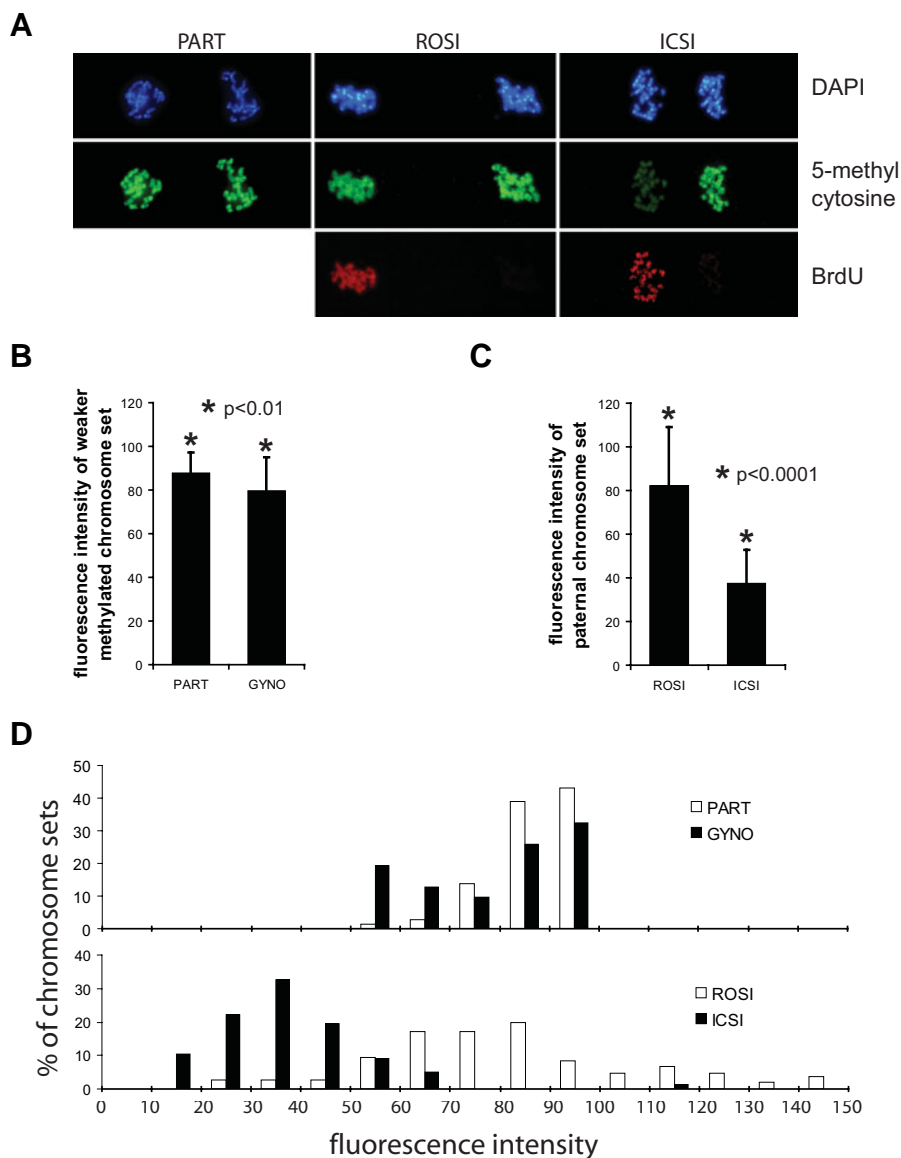 A
PART ROSI ICSI
DAPI
5-methyl
cytosine
BrdU
B
fluorescence intensity of weaker
methylated chromosome set
120
100
80
60
40
20
0
* p<0.01
*
*
PART GYNO
C
fluorescence intensity of
paternal chromosome set
120
100
80
60
40
20
0
*
* p<0.0001
*
ROSI ICSI
D
% of chromosome sets
50
40
30
20
10
0
PART
GYNO
40
30
20
10
0
ROSI
ICSI
0 10 20 30 40 50 60 70 80 90 100 110 120 130 140 150
fluorescence intensity